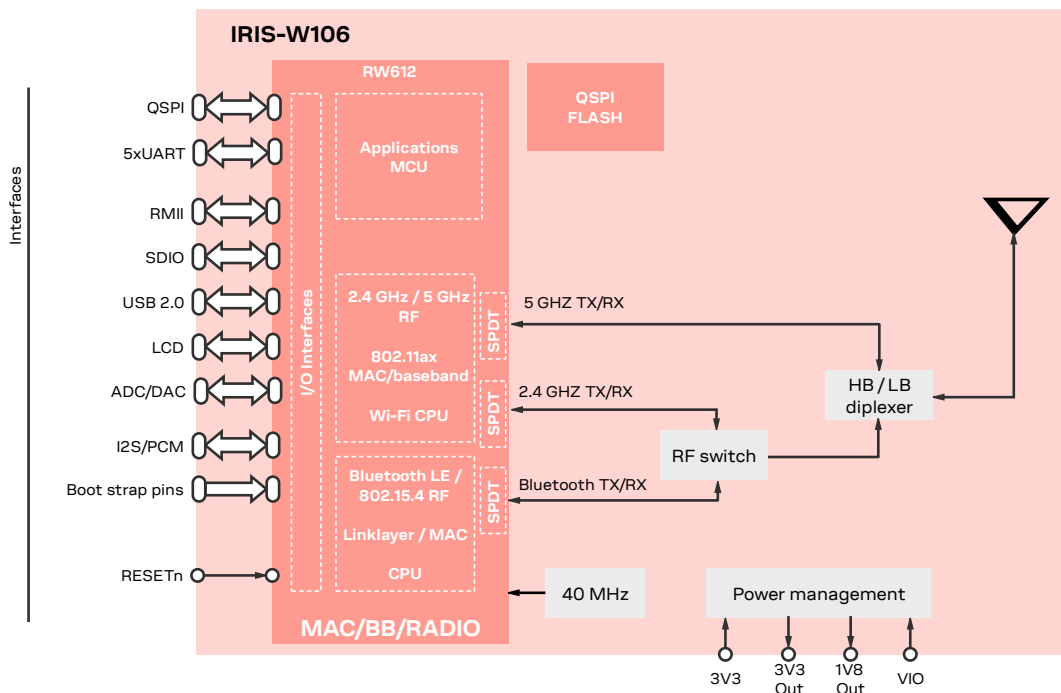 IRIS-W106
RW612
Interfaces
QSPI
5xUART
RMII
SDIO
USB 2.0
LCD
ADC/DAC
I2S/PCM
Boot strap pins
RESETn
I/O Interfaces
Applications
MCU
QSPI
FLASH
2.4 GHz / 5 GHz
RF
802.11ax
MAC/baseband
Wi-Fi CPU
SPDT
SPDT
SPDT
Bluetooth LE /
802.15.4 RF
Linklayer / MAC
CPU
MAC/BB/RADIO
5 GHZ TX/RX
2.4 GHZ TX/RX
Bluetooth TX/RX
RF switch
HB / LB
diplexer
40 MHz
Power management
3V3
3V3
Out
1V8
Out
VIO